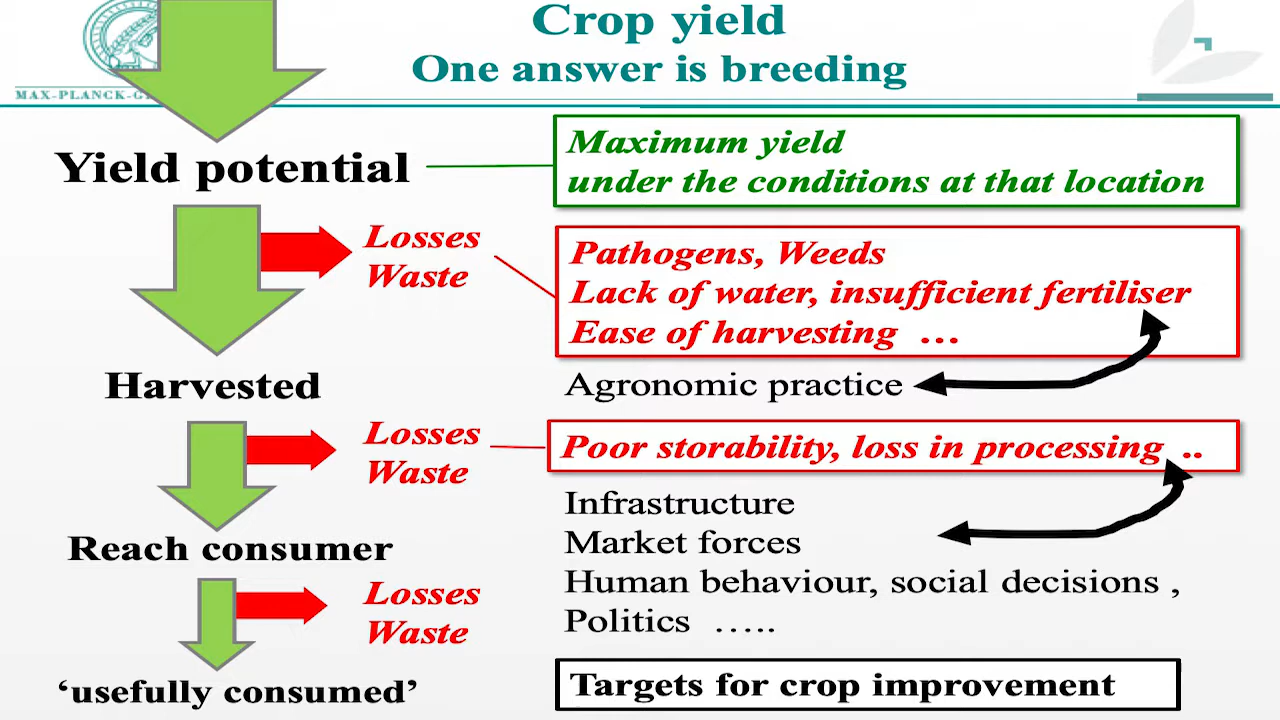 Crop yield
One answer is breeding
MAX-PLANCK-G
Yield potential
Maximum yield
under the conditions at that location
Losses
Waste
Pathogens, Weeds
Lack of water, insufficient fertiliser
Ease of harvesting ...
Harvested
Agronomic practice
Losses
Waste
Poor storability, loss in processing ..
Infrastructure
Market forces
Reach consumer
Human behaviour, social decisions ,
Politics …..
Losses
Waste
‘usefully consumed’
Targets for crop improvement